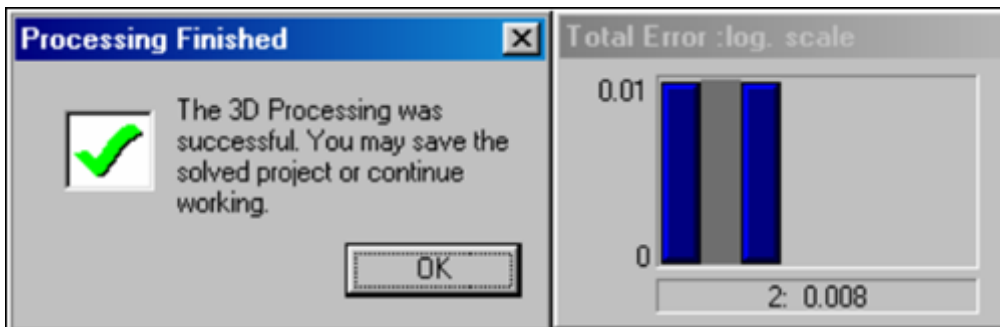 Processing Finished
The 3D Processing was
successful. You may save the
solved project or continue
working.
OK
Total Error :log. scale
0.01
0
2: 0.008